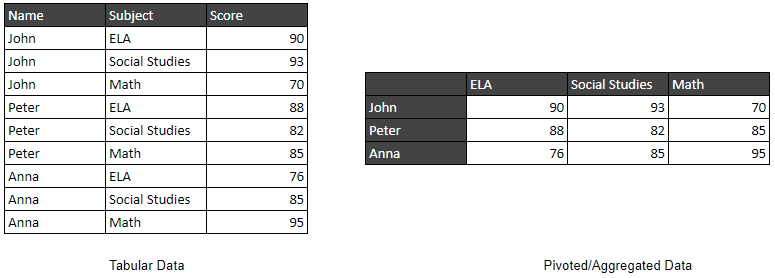 Name Subject Score
John ELA 90
John Social Studies 93
John Math 70
Peter ELA 88
Peter Social Studies 82
Peter Math 85
Anna ELA 76
Anna Social Studies 85
Anna Math 95
Tabular Data
ELA Social Studies Math
John 90 93 70
Peter 88 82 85
Anna 76 85 95
Pivoted/Aggregated Data